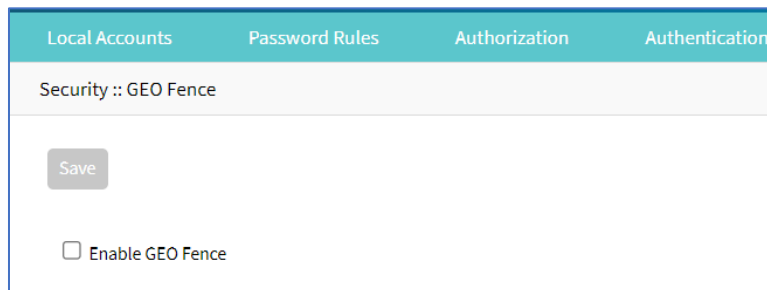 Local Accounts Password Rules Authorization Authentication
Security :: GEO Fence
Save
Enable GEO Fence